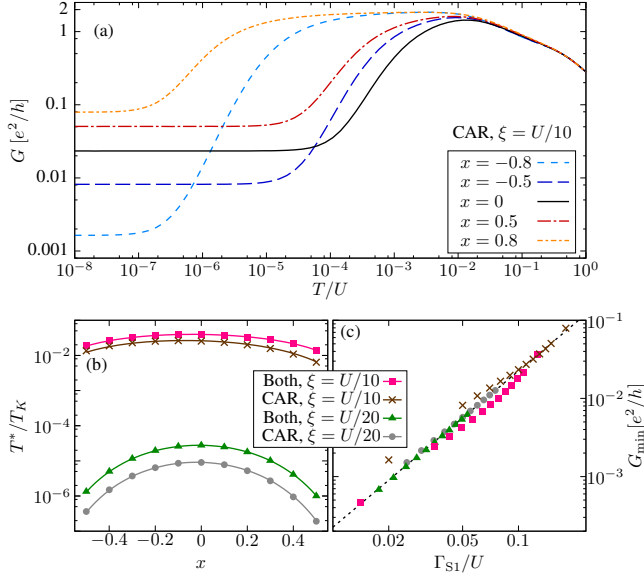 2
1
0.1
0.01
0.001
G [e²/h]
(a)
CAR, ξ = U/10
x = −0.8
x = −0.5
x = 0
x = 0.5
x = 0.8
10⁻⁸ 10⁻⁷ 10⁻⁶ 10⁻⁵ 10⁻⁴ 10⁻³ 10⁻² 10⁻¹ 10⁰
T/U
10⁻²
10⁻⁴
10⁻⁶
T*/T_K
(b)
−0.4 −0.2 0 0.2 0.4
x
Both, ξ = U/10
CAR, ξ = U/10
Both, ξ = U/20
CAR, ξ = U/20
(c)
10⁻¹
10⁻²
10⁻³
G_min[e²/h]
0.02 0.05 0.1
Γ_S1/U